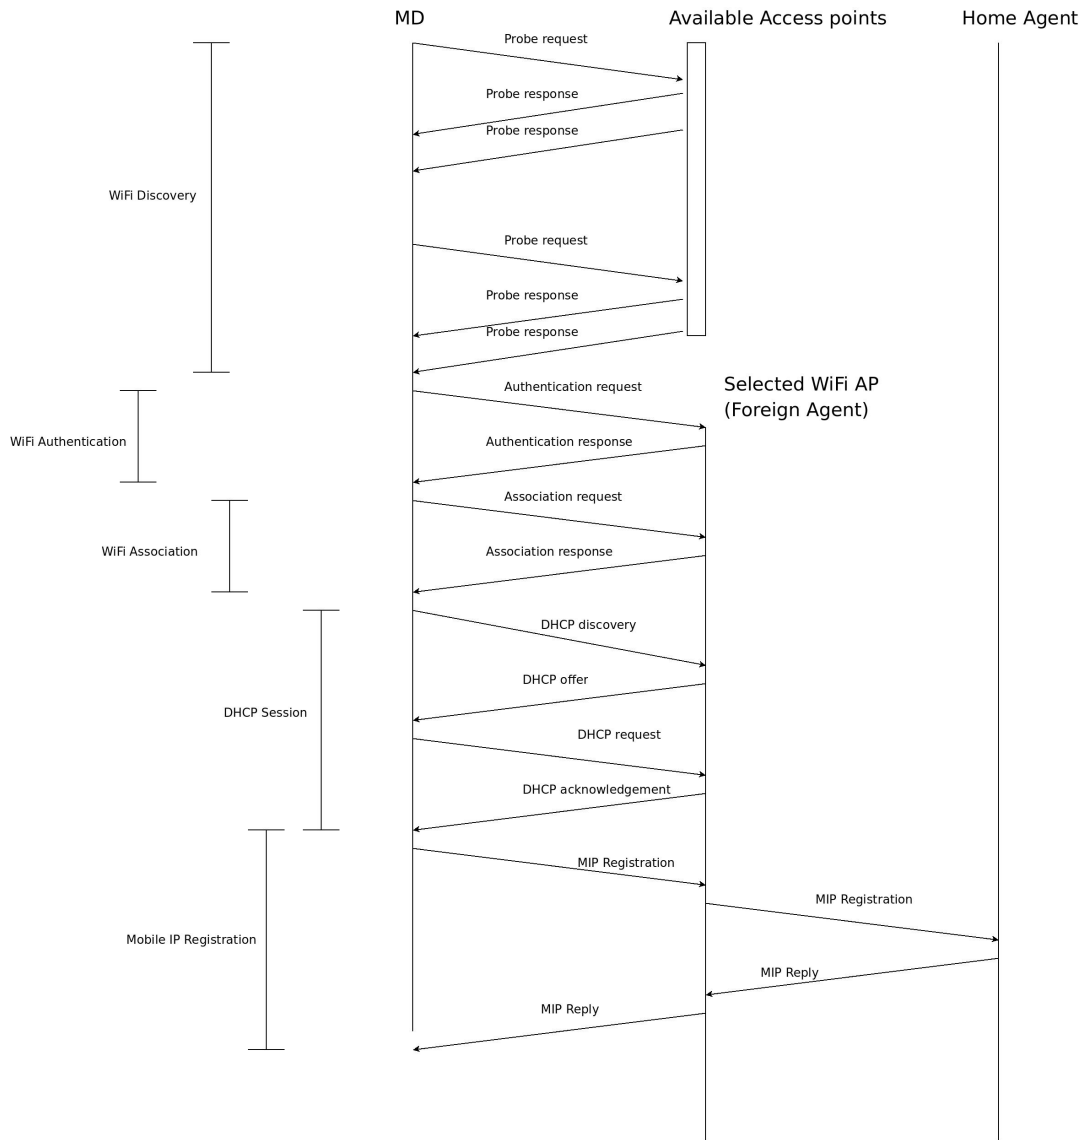 MD
Available Access points
Home Agent
Probe request
Probe response
Probe response
WiFi Discovery
Probe request
Probe response
Probe response
Selected WiFi AP
(Foreign Agent)
Authentication request
WiFi Authentication
Authentication response
Association request
WiFi Association
Association response
DHCP discovery
DHCP offer
DHCP Session
DHCP request
DHCP acknowledgement
MIP Registration
MIP Registration
Mobile IP Registration
MIP Reply
MIP Reply